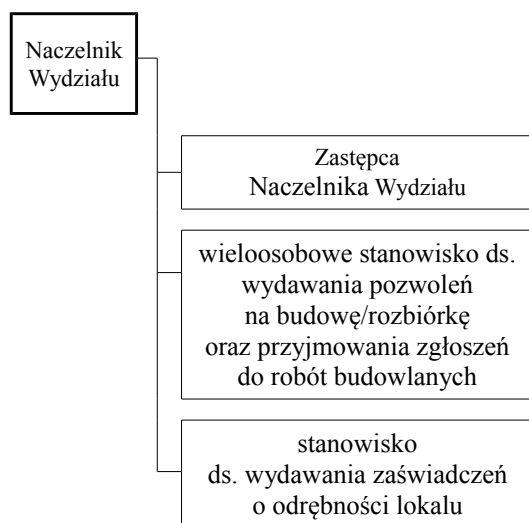 Naczelnik
Wydziału
Zastępca
Naczelnika Wydziału
wieloosobowe stanowisko ds.
wydawania pozwoleń
na budowę/rozbiórkę
oraz przyjmowania zgłoszeń
do robót budowlanych
stanowisko
ds. wydawania zaświadczeń
o odrębności lokalu